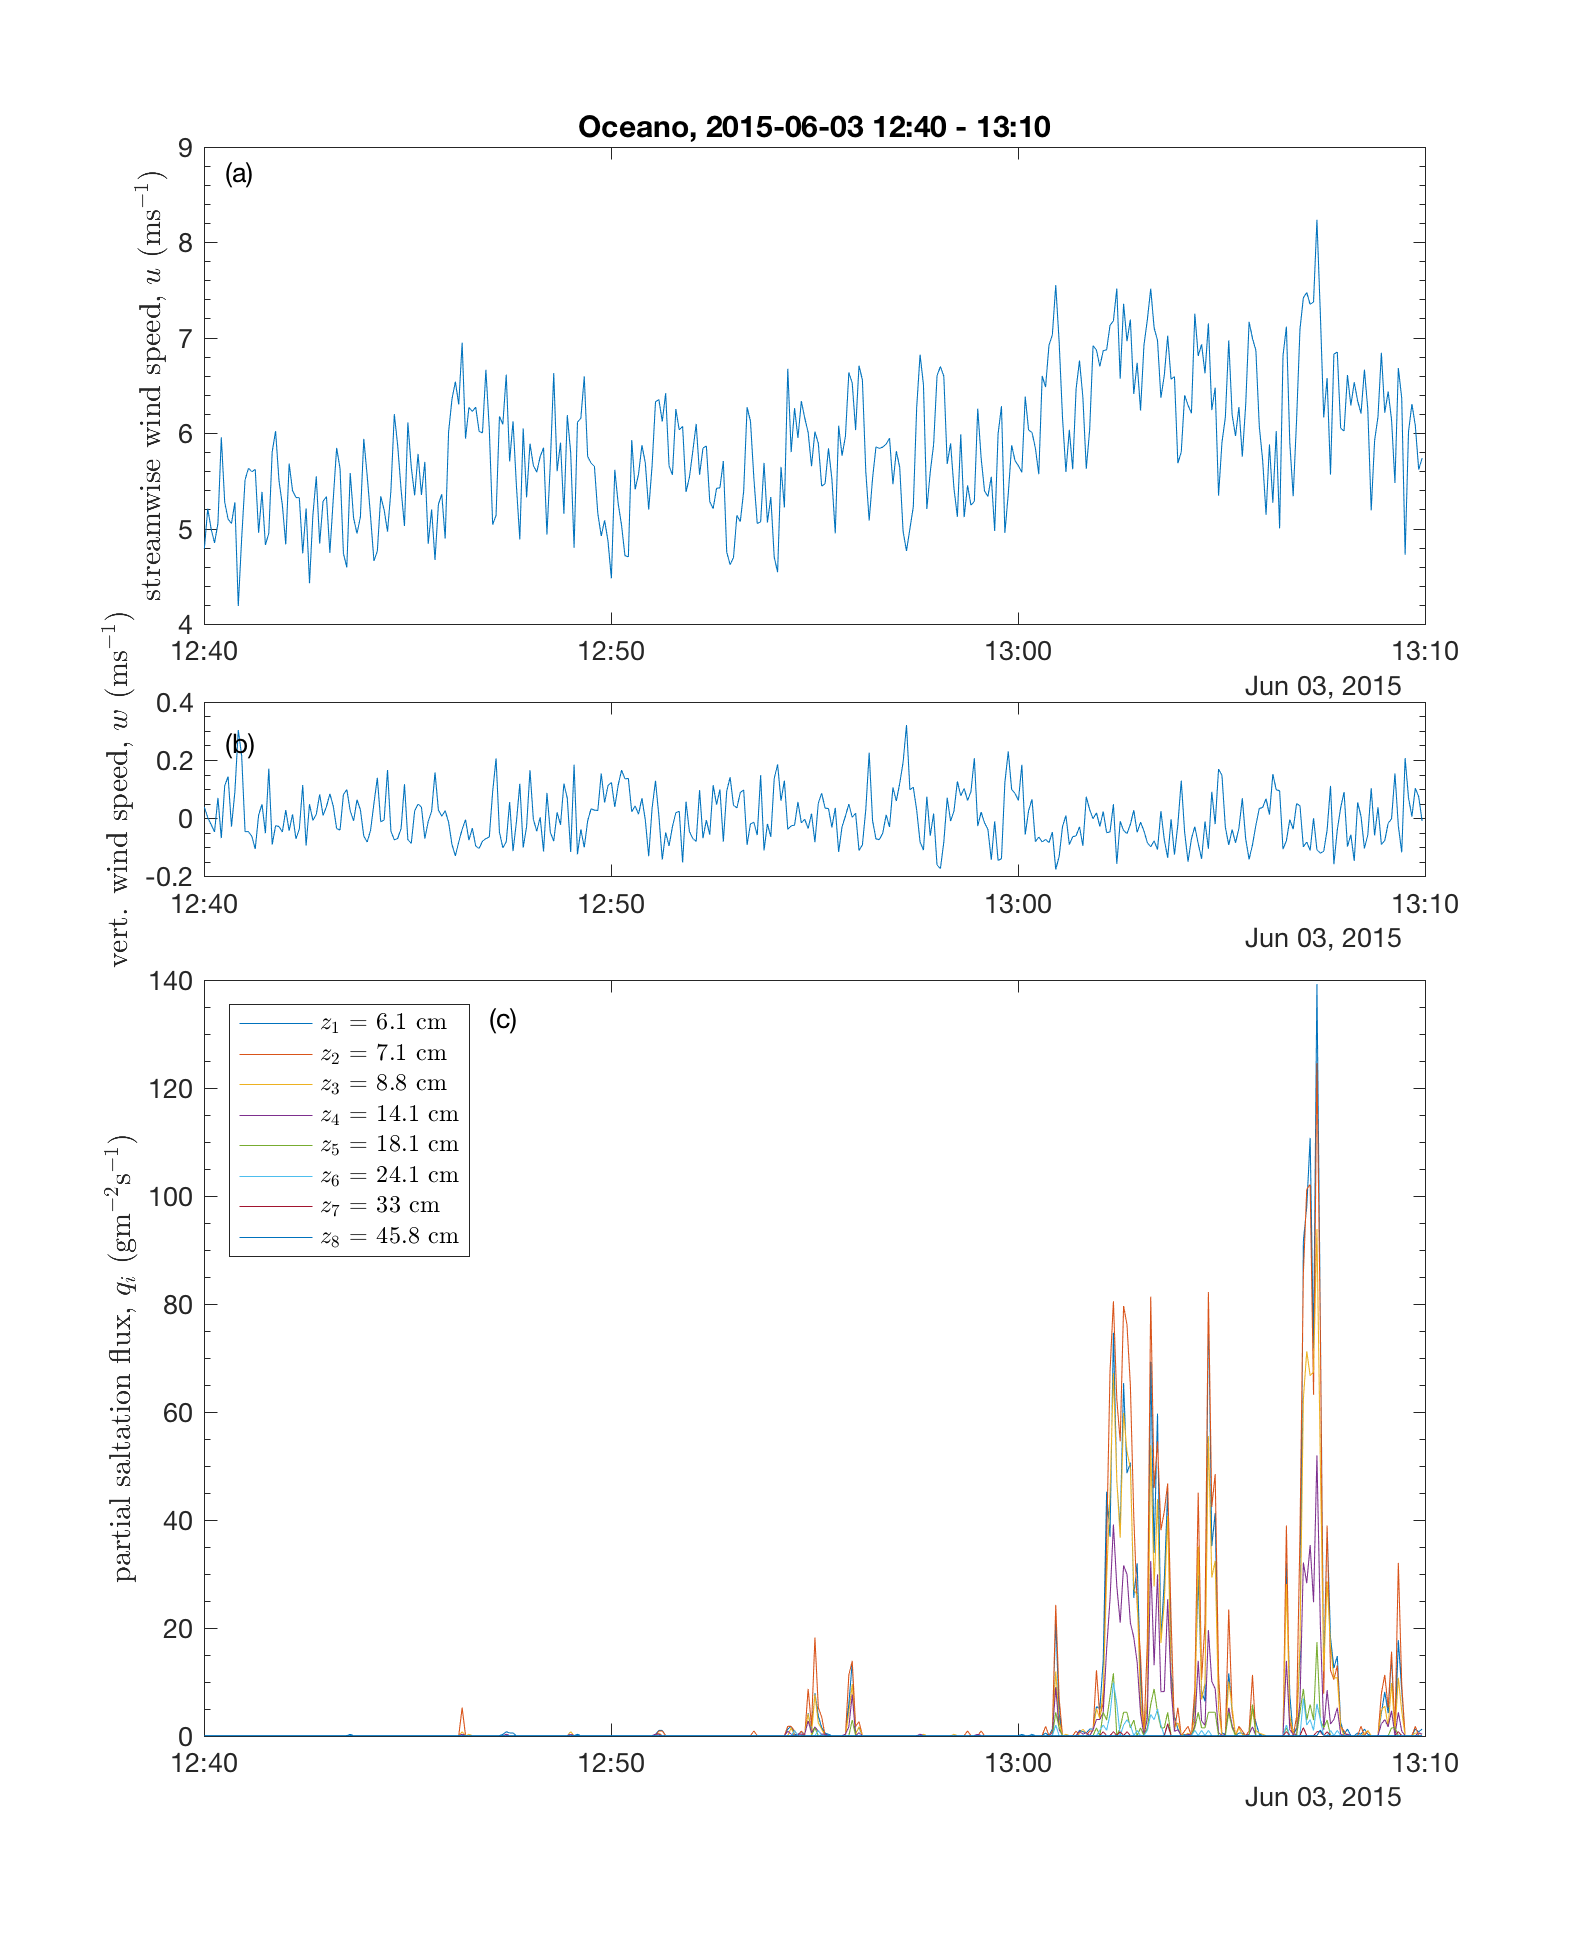 Oceano, 2015-06-03 12:40 - 13:10
(a)
streamwise wind speed, u (ms⁻¹)
9
8
7
6
5
4
12:40 12:50 13:00 13:10
Jun 03, 2015
(b)
vert. wind speed, w (ms⁻¹)
0.4
0.2
0
-0.2
12:40 12:50 13:00 13:10
Jun 03, 2015
(c)
partial saltation flux, qᵢ (gm⁻²s⁻¹)
140
120
100
80
60
40
20
0
z₁ = 6.1 cm
z₂ = 7.1 cm
z₃ = 8.8 cm
z₄ = 14.1 cm
z₅ = 18.1 cm
z₆ = 24.1 cm
z₇ = 33 cm
z₈ = 45.8 cm
12:40 12:50 13:00 13:10
Jun 03, 2015